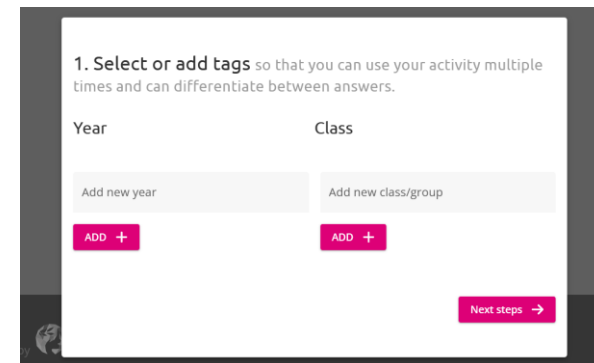 1. Select or add tags so that you can use your activity multiple
times and can differentiate between answers.
Year
Class
Add new year
Add new class/group
ADD +
ADD +
Next steps →